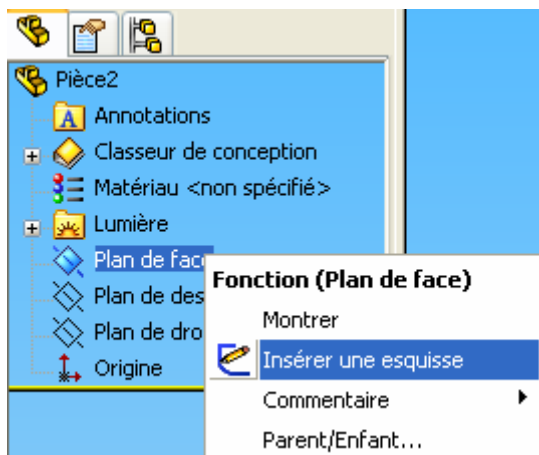 Pièce2
A Annotations
Classeur de conception
Matériau <non spécifié>
Lumière
Plan de face
Plan de des
Plan de dro
Origine
Fonction (Plan de face)
Montrer
Insérer une esquisse
Commentaire
Parent/Enfant...